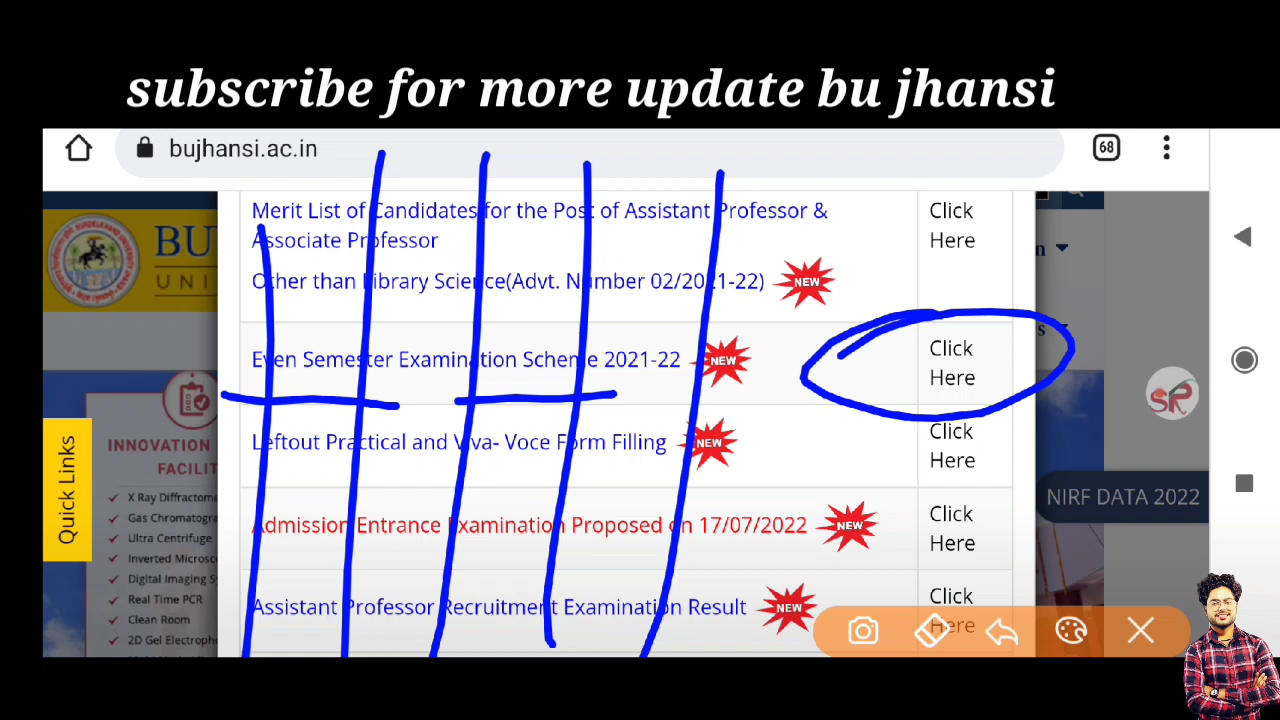 subscribe for more update bu jhansi
bujhansi.ac.in
68
Merit List of Candidates for the Post of Assistant Professor &
Associate Professor
Other than Library Science(Advt. Number 02/2021-22)
NEW
Click
Here
BU
UNI
n
s
Even Semester Examination Scheme 2021-22
NEW
Click
Here
SR
Leftout Practical and Viva- Voce Form Filling
NEW
Click
Here
Admission Entrance Examination Proposed on 17/07/2022
NEW
Click
Here
Assistant Professor Recruitment Examination Result
NEW
Click
Here
Quick Links
INNOVATION
FACILIT
X Ray Diffractome
Gas Chromatogra
Ultra Centrifuge
Inverted Microsc
Digital Imaging Sy
Real Time PCR
Clean Room
2D Gel Electroph
NIRF DATA 2022